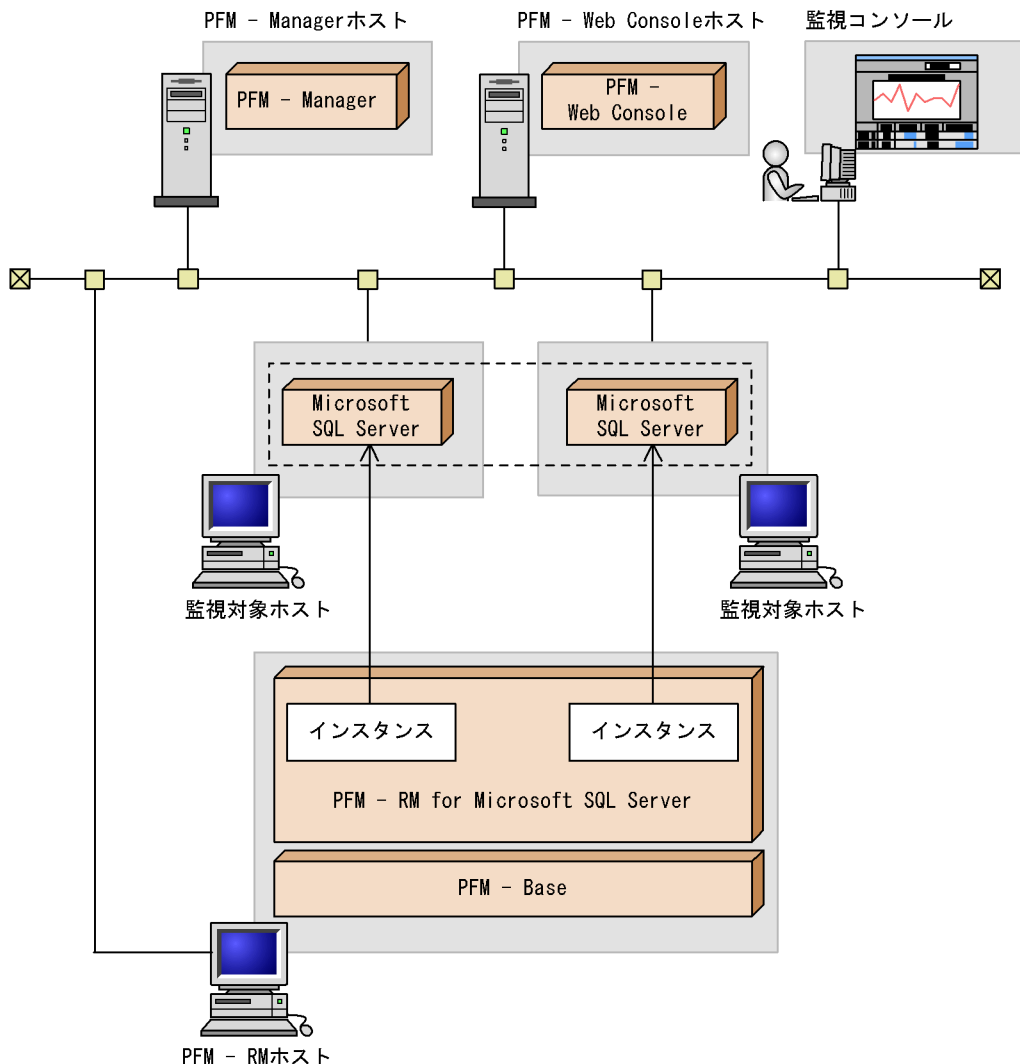 PFM - Managerホスト
PFM - Web Consoleホスト
監視コンソール
PFM - Manager
PFM -
Web Console
Microsoft
SQL Server
Microsoft
SQL Server
監視対象ホスト
監視対象ホスト
インスタンス
インスタンス
PFM - RM for Microsoft SQL Server
PFM - Base
PFM - RMホスト